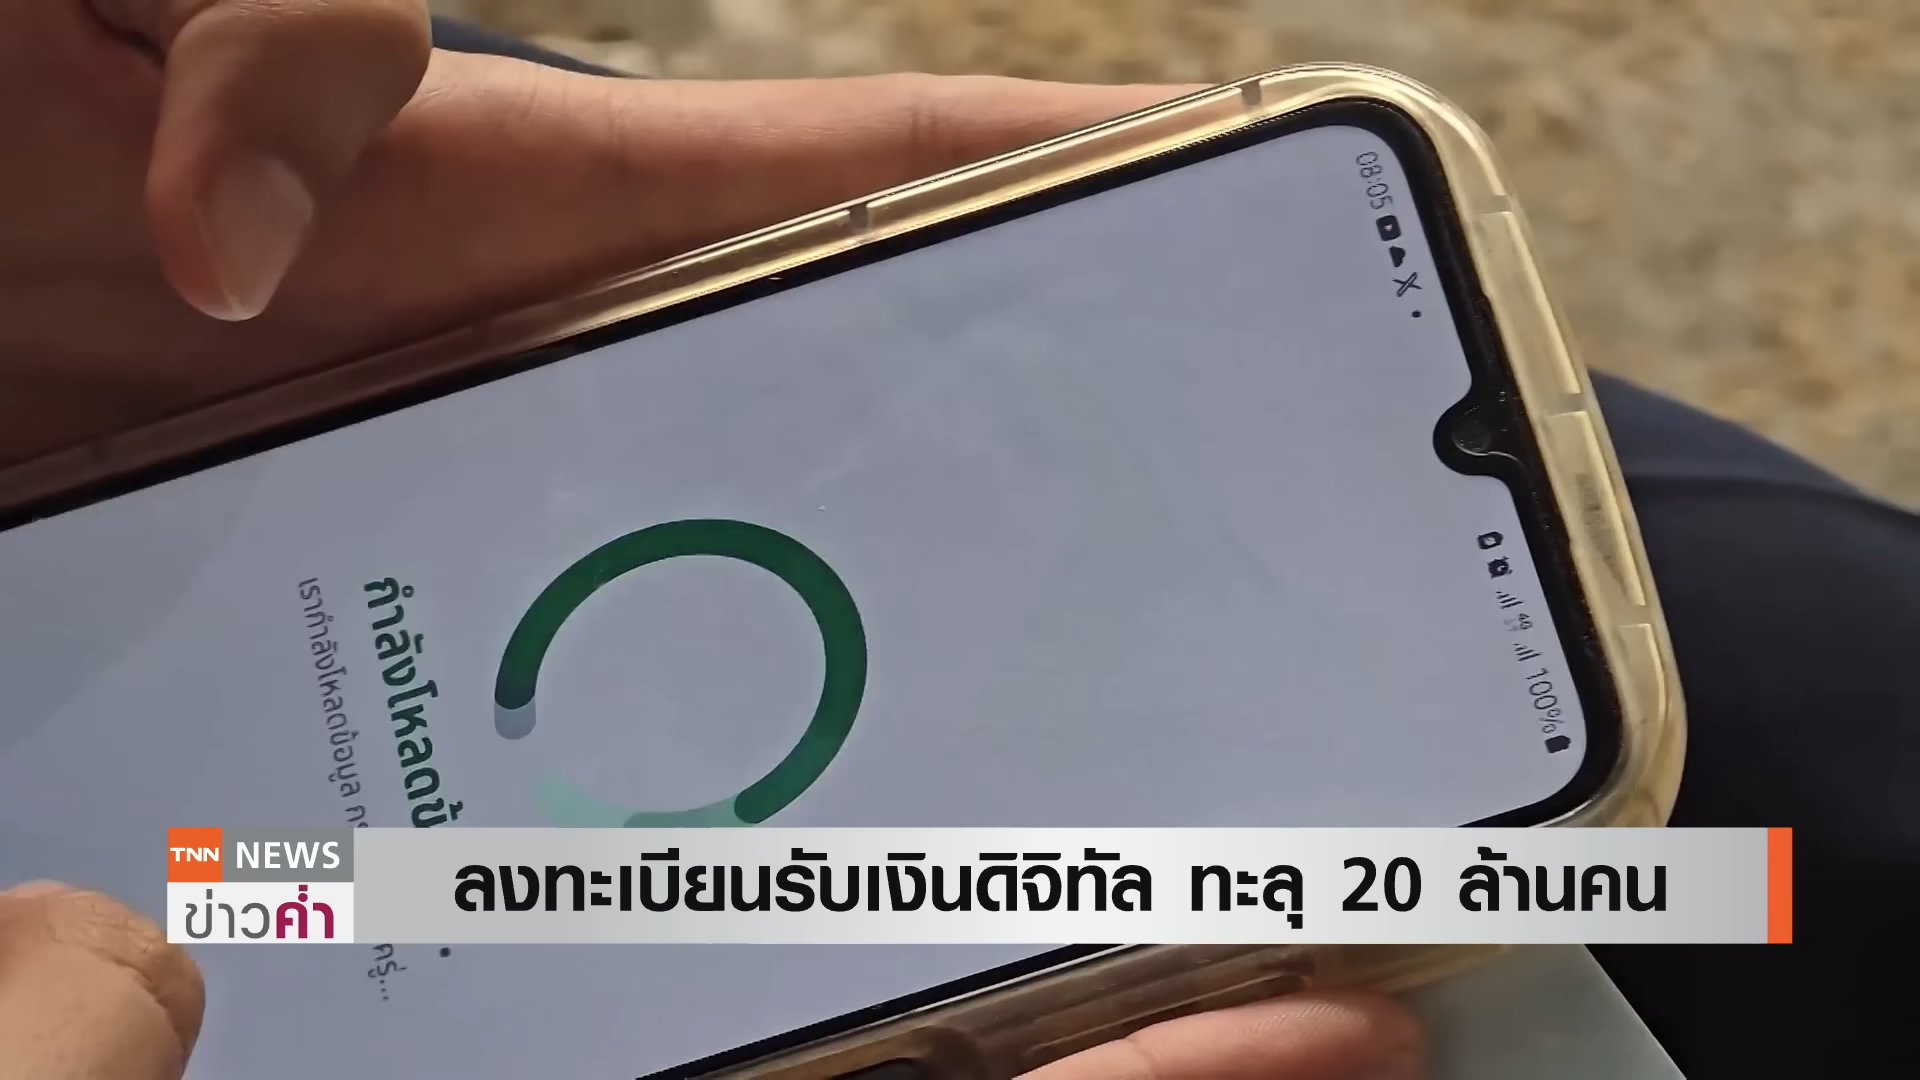 08:05
4G
100%
กำลังโหลดข้
เรากำลังโหลดข้อมูล
TNN NEWS
ข่าวค่ำ
ลงทะเบียนรับเงินดิจิทัล ทะลุ 20 ล้านคน